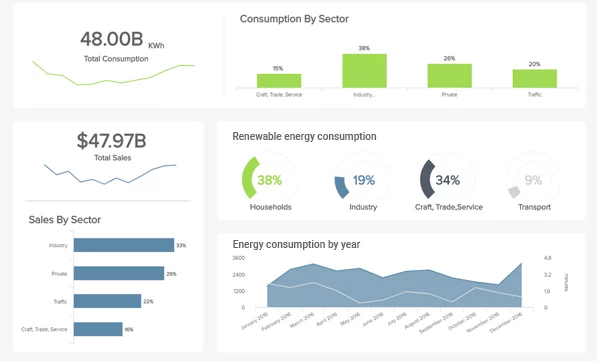 48.00B KWh
Total Consumption
Consumption By Sector
15%
38%
26%
20%
Craft, Trade, Service
Industry...
Private
Traffic
$47.97B
Total Sales
Sales By Sector
Industry
33%
Private
29%
Traffic
22%
Craft, Trade, Service
16%
Renewable energy consumption
38%
19%
34%
9%
Households
Industry
Craft, Trade,Service
Transport
Energy consumption by year
3600
2400
1200
0
4,8
3,2
1,6
0
minutes
January 2016
February 2016
March 2016
April 2016
May 2016
June 2016
July 2016
August 2016
September 2016
October 2016
November 2016
December 2016